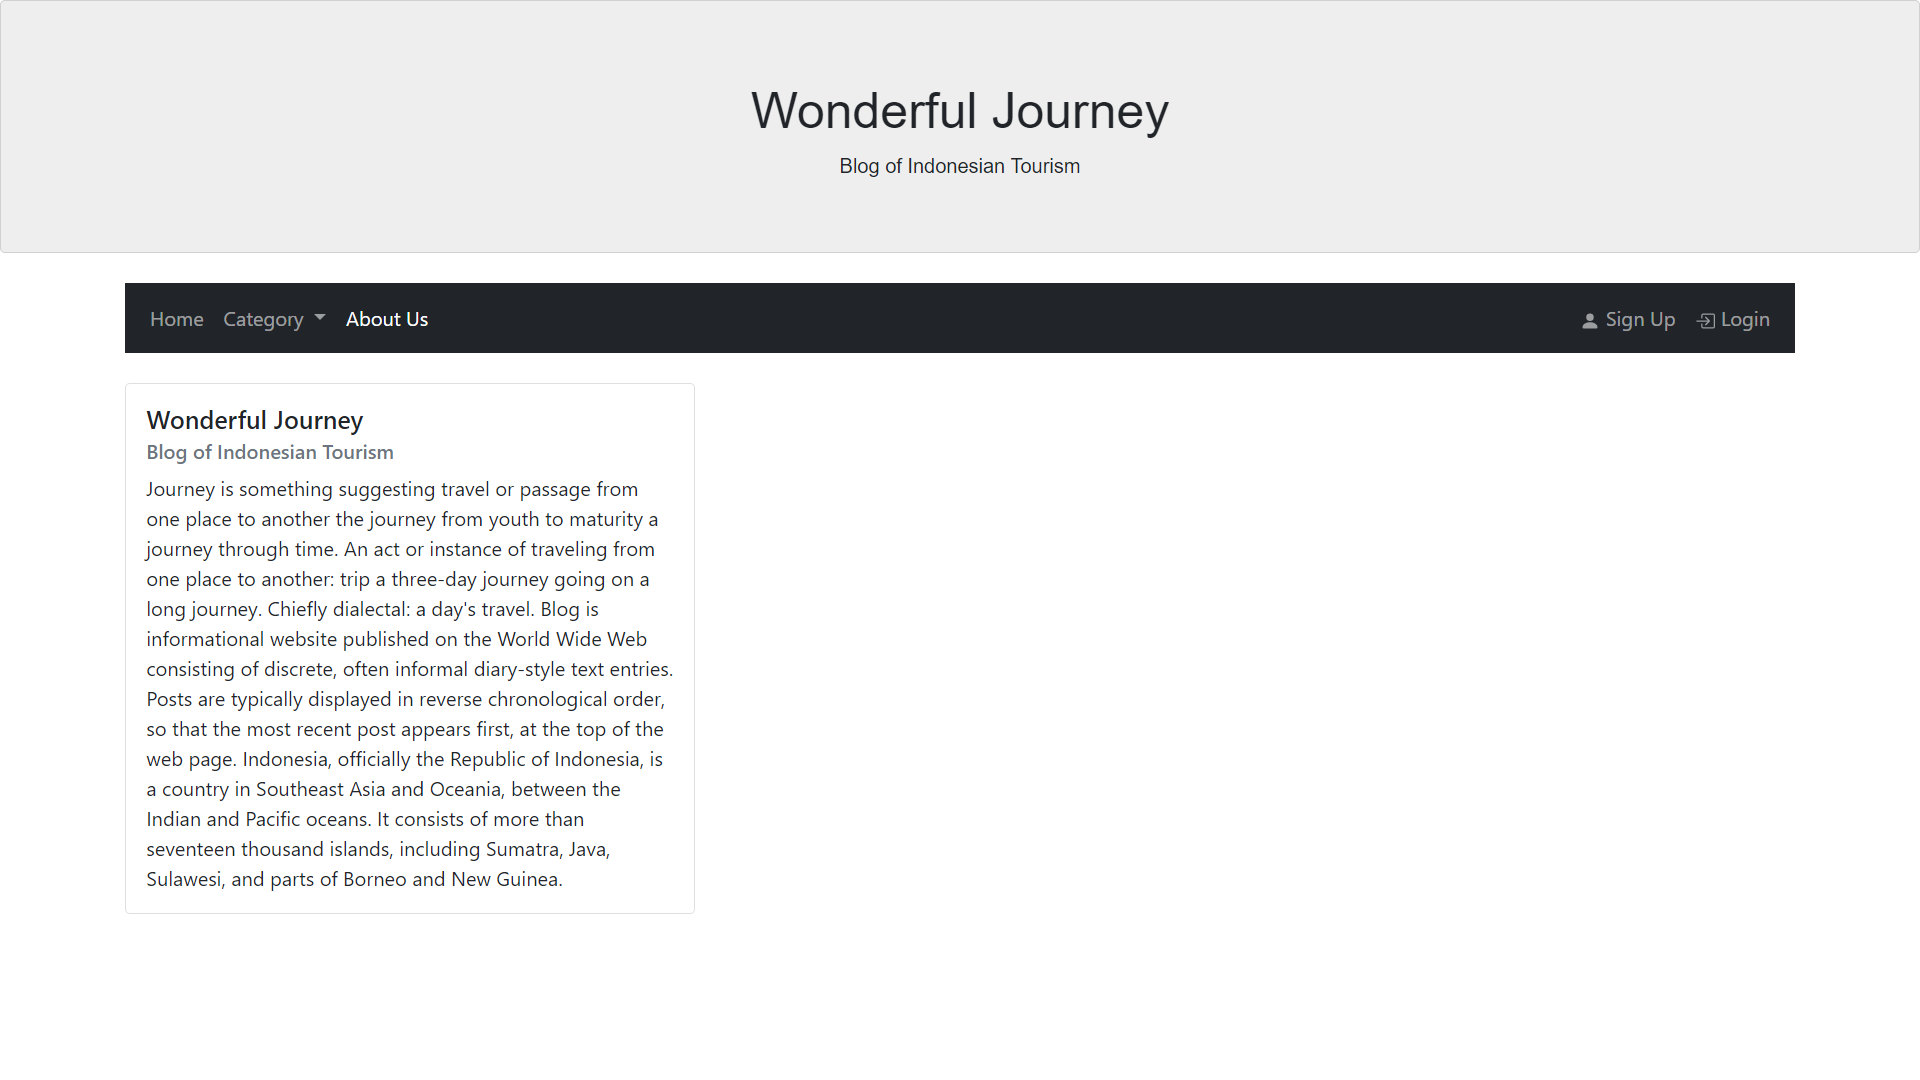 Wonderful Journey
Blog of Indonesian Tourism
Home Category About Us Sign Up Login
Wonderful Journey
Blog of Indonesian Tourism
Journey is something suggesting travel or passage from
one place to another the journey from youth to maturity a
journey through time. An act or instance of traveling from
one place to another: trip a three-day journey going on a
long journey. Chiefly dialectal: a day's travel. Blog is
informational website published on the World Wide Web
consisting of discrete, often informal diary-style text entries.
Posts are typically displayed in reverse chronological order,
so that the most recent post appears first, at the top of the
web page. Indonesia, officially the Republic of Indonesia, is
a country in Southeast Asia and Oceania, between the
Indian and Pacific oceans. It consists of more than
seventeen thousand islands, including Sumatra, Java,
Sulawesi, and parts of Borneo and New Guinea.